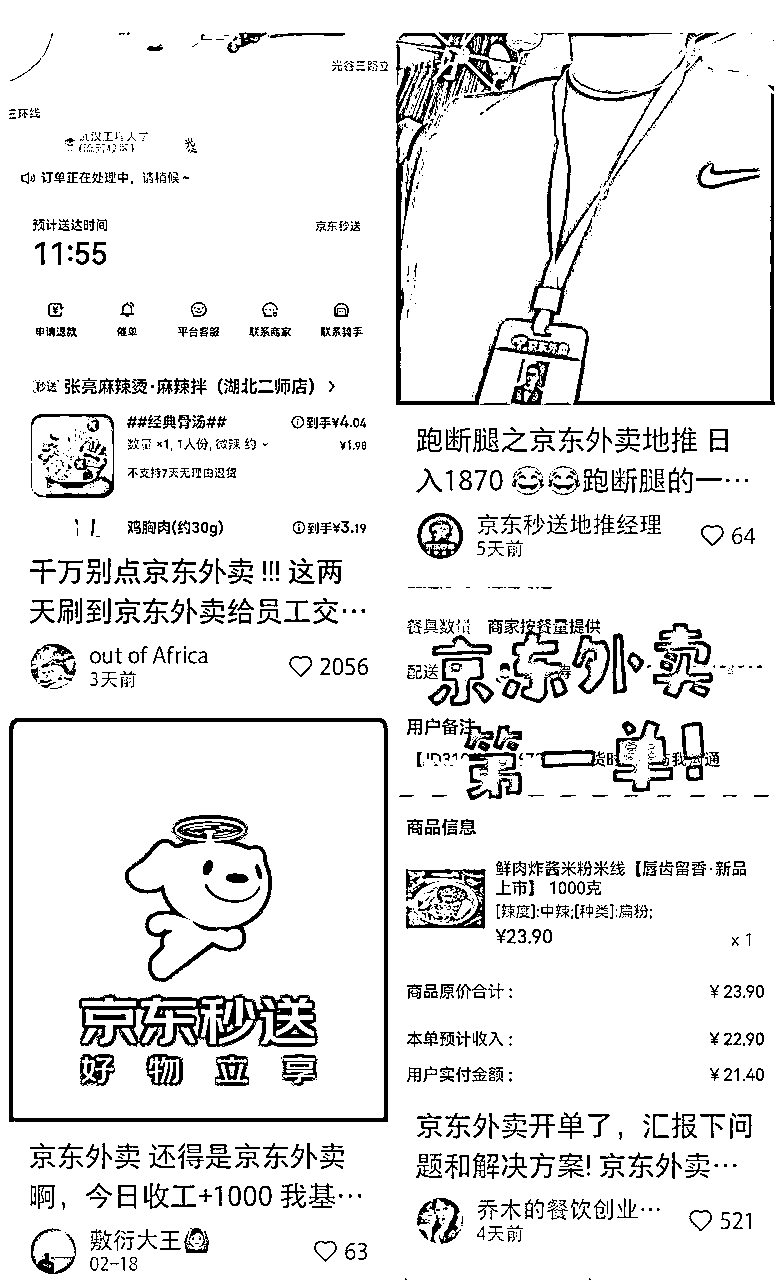 光谷三路立
三环线
武汉工程大学
订单正在处理中，请稍候~
预计送达时间
京东秒送
11:55
申请退款 催单 平台客服 联系商家 联系骑手
秒送 张亮麻辣烫·麻辣拌（湖北二师店） >
##经典骨汤## 到手¥4.04
数量×1, 1人份, 微辣 约 ¥1.98
不支持7天无理由退货
鸡胸肉(约30g) 到手¥3.19
千万别点京东外卖!!! 这两
天刷到京东外卖给员工交…
out of Africa
3天前
2056
京东秒送
好物立享
京东外卖 还得是京东外卖
啊，今日收工+1000 我基…
敷衍大王
02-18
63
京东外卖
跑断腿之京东外卖地推 日
入1870 😂😂跑断腿的一…
京东秒送地推经理
5天前
64
餐具数量 商家按餐量提供
配送
京东外卖
用户备注
第一单!
商品信息
鲜肉炸酱米粉米线【唇齿留香·新品
上市】 1000克
[辣度]:中辣;[种类]:扁粉;
¥23.90
x 1
商品原价合计： ¥ 23.90
本单预计收入： ¥ 22.90
用户实付金额： ¥ 21.40
京东外卖开单了，汇报下问
题和解决方案! 京东外卖…
乔木的餐饮创业…
4天前
521